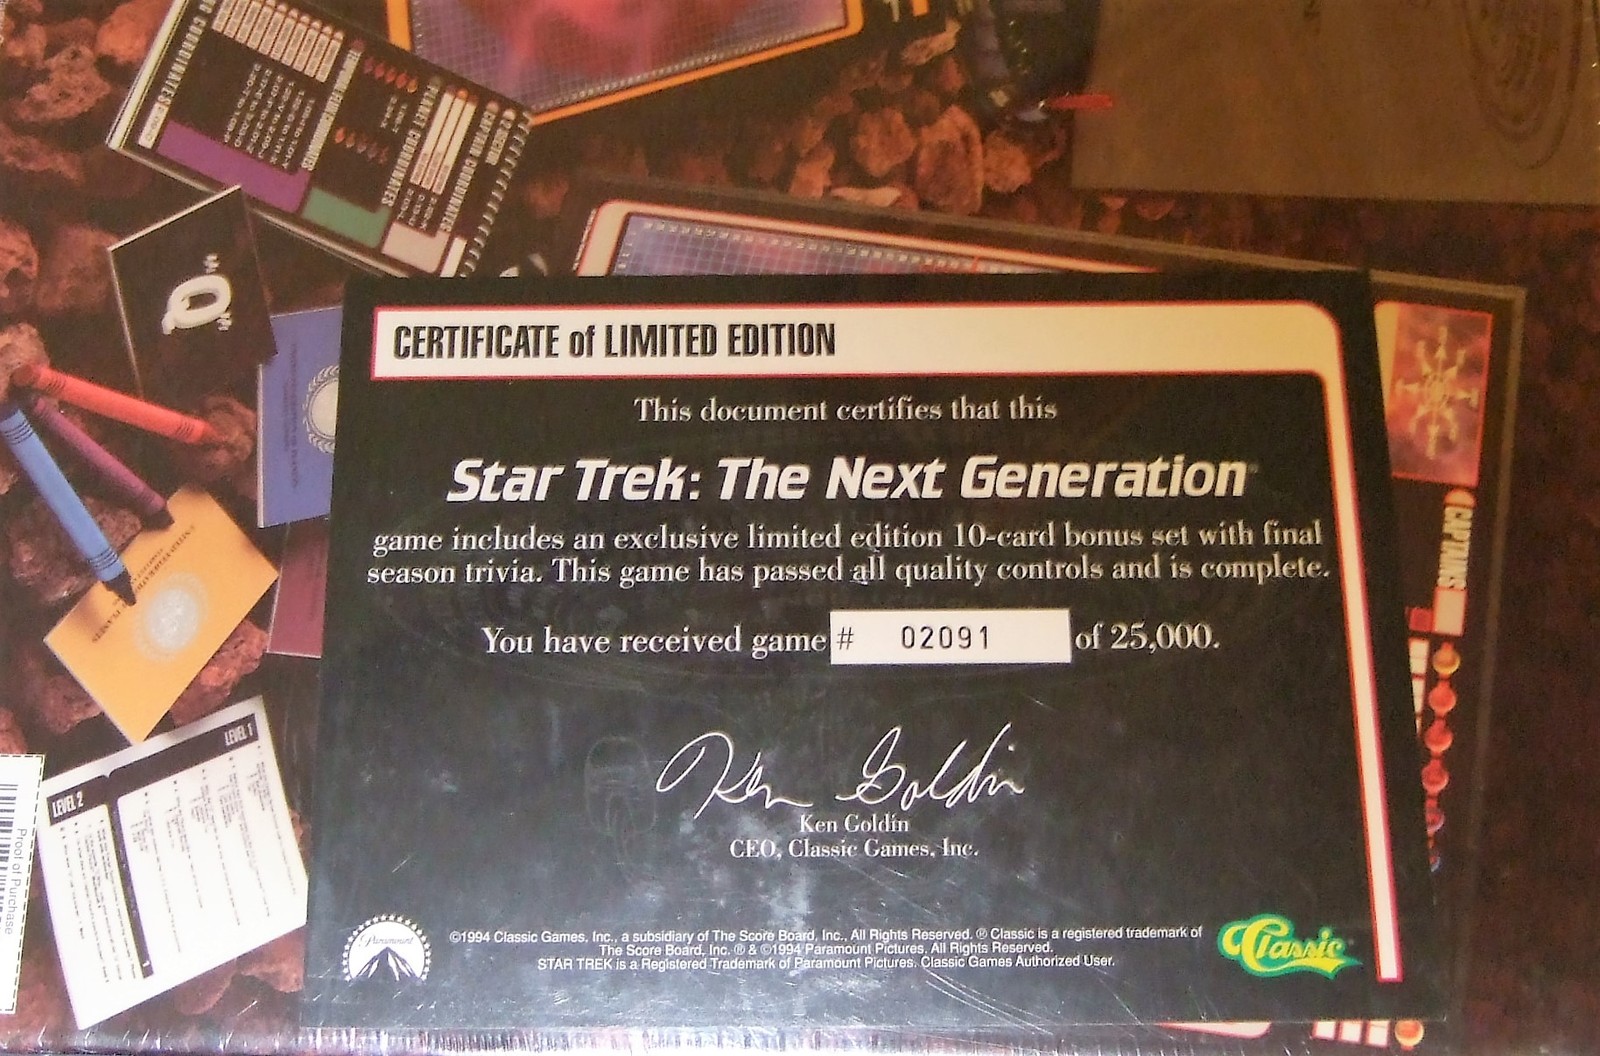 PLANET COORDINATES
CAPTAIN COORDINATES
Q
CERTIFICATE of LIMITED EDITION
This document certifies that this
Star Trek: The Next Generation
game includes an exclusive limited edition 10-card bonus set with final
season trivia. This game has passed all quality controls and is complete.
You have received game # 02091 of 25,000.
Ken Goldin
Ken Goldin
CEO, Classic Games, Inc.
Paramount
©1994 Classic Games, Inc., a subsidiary of The Score Board, Inc., All Rights Reserved. ® Classic is a registered trademark of
The Score Board, Inc. ® & ©1994 Paramount Pictures. All Rights Reserved.
STAR TREK is a Registered Trademark of Paramount Pictures. Classic Games Authorized User.
Classic
CAPTAINS
LEVEL 1
LEVEL 2
Proof of Purchase